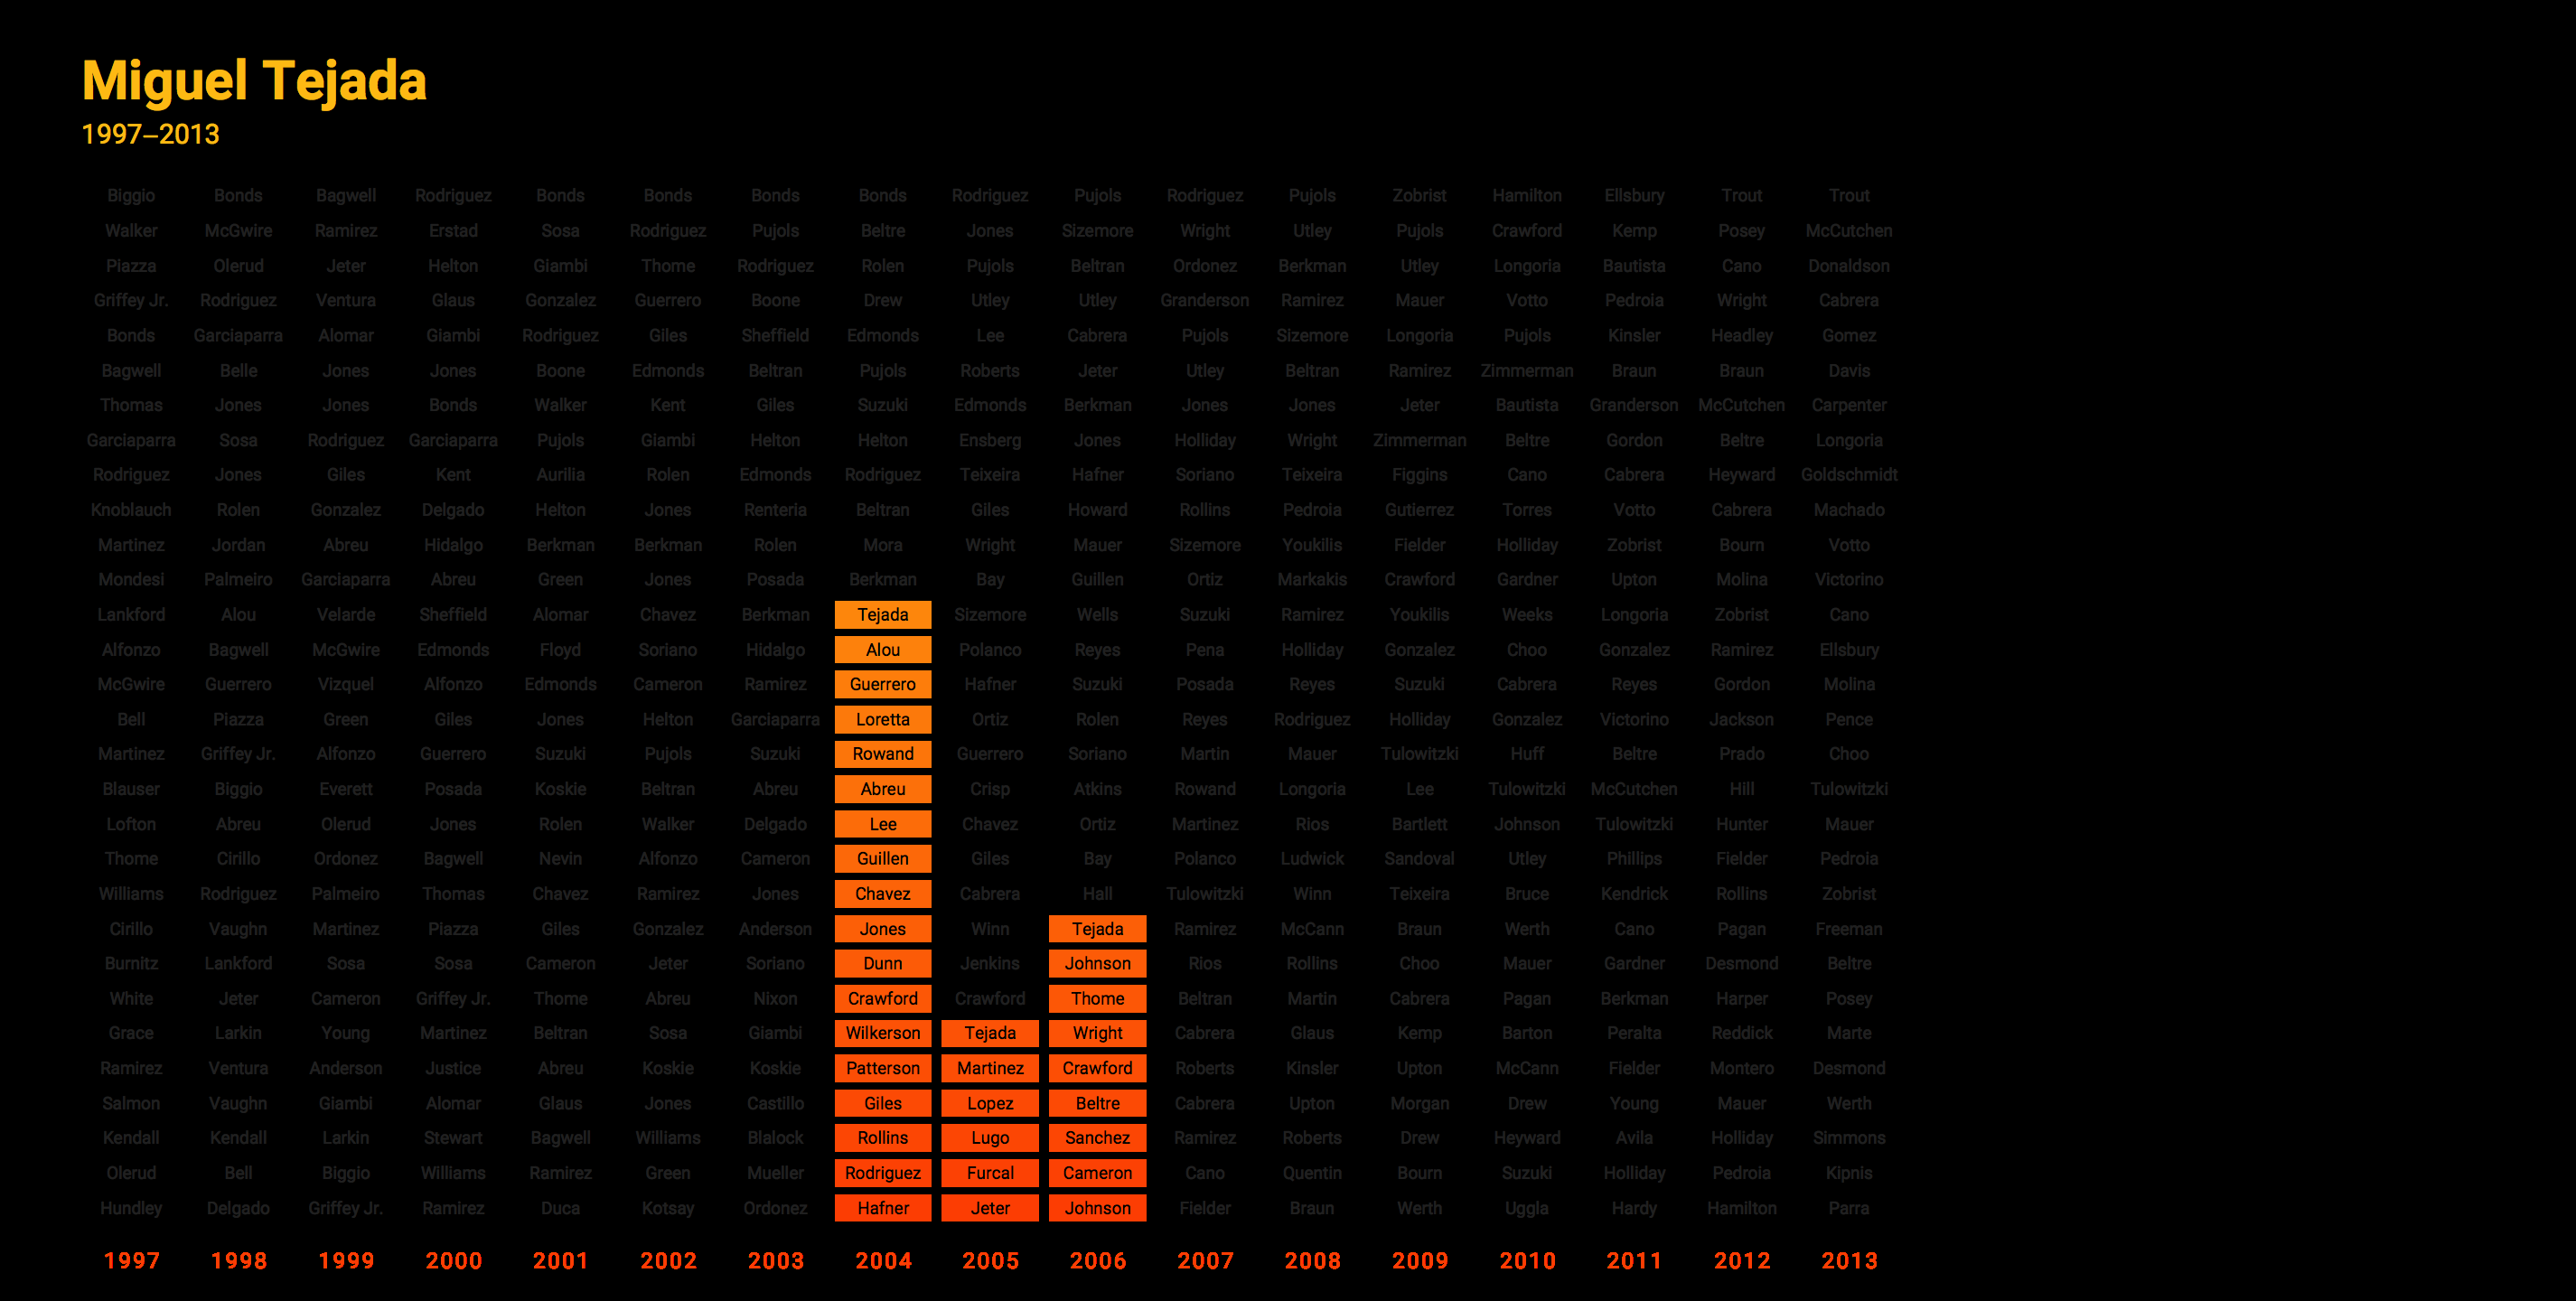 Miguel Tejada
1997–2013
Biggio Bonds Bagwell Rodriguez Bonds Bonds Bonds Bonds Rodriguez Pujols Rodriguez Pujols Zobrist Hamilton Ellsbury Trout Trout
Walker McGwire Ramirez Erstad Sosa Rodriguez Pujols Beltre Jones Sizemore Wright Utley Pujols Crawford Kemp Posey McCutchen
Piazza Olerud Jeter Helton Giambi Thome Rodriguez Rolen Pujols Beltran Ordonez Berkman Utley Longoria Bautista Cano Donaldson
Griffey Jr. Rodriguez Ventura Glaus Gonzalez Guerrero Boone Drew Utley Utley Granderson Ramirez Mauer Votto Pedroia Wright Cabrera
Bonds Garciaparra Alomar Giambi Rodriguez Giles Sheffield Edmonds Lee Cabrera Pujols Sizemore Longoria Pujols Kinsler Headley Gomez
Bagwell Belle Jones Jones Boone Edmonds Beltran Pujols Roberts Jeter Utley Beltran Ramirez Zimmerman Braun Braun Davis
Thomas Jones Jones Bonds Walker Kent Giles Suzuki Edmonds Berkman Jones Jones Jeter Bautista Granderson McCutchen Carpenter
Garciaparra Sosa Rodriguez Garciaparra Pujols Giambi Helton Helton Ensberg Jones Holliday Wright Zimmerman Beltre Gordon Beltre Longoria
Rodriguez Jones Giles Kent Aurilia Rolen Edmonds Rodriguez Teixeira Hafner Soriano Teixeira Figgins Cano Cabrera Heyward Goldschmidt
Knoblauch Rolen Gonzalez Delgado Helton Jones Renteria Beltran Giles Howard Rollins Pedroia Gutierrez Torres Votto Cabrera Machado
Martinez Jordan Abreu Hidalgo Berkman Berkman Rolen Mora Wright Mauer Sizemore Youkilis Fielder Holliday Zobrist Bourn Votto
Mondesi Palmeiro Garciaparra Abreu Green Jones Posada Berkman Bay Guillen Ortiz Markakis Crawford Gardner Upton Molina Victorino
Lankford Alou Velarde Sheffield Alomar Chavez Berkman Tejada Sizemore Wells Suzuki Ramirez Youkilis Weeks Longoria Zobrist Cano
Alfonzo Bagwell McGwire Edmonds Floyd Soriano Hidalgo Alou Polanco Reyes Pena Holliday Gonzalez Choo Gonzalez Ramirez Ellsbury
McGwire Guerrero Vizquel Alfonzo Edmonds Cameron Ramirez Guerrero Hafner Suzuki Posada Reyes Suzuki Cabrera Reyes Gordon Molina
Bell Piazza Green Giles Jones Helton Garciaparra Loretta Ortiz Rolen Reyes Rodriguez Holliday Gonzalez Victorino Jackson Pence
Martinez Griffey Jr. Alfonzo Guerrero Suzuki Pujols Suzuki Rowand Guerrero Soriano Martin Mauer Tulowitzki Huff Beltre Prado Choo
Blauser Biggio Everett Posada Koskie Beltran Abreu Abreu Crisp Atkins Rowand Longoria Lee Tulowitzki McCutchen Hill Tulowitzki
Lofton Abreu Olerud Jones Rolen Walker Delgado Lee Chavez Ortiz Martinez Rios Bartlett Johnson Tulowitzki Hunter Mauer
Thome Cirillo Ordonez Bagwell Nevin Alfonzo Cameron Guillen Giles Bay Polanco Ludwick Sandoval Utley Phillips Fielder Pedroia
Williams Rodriguez Palmeiro Thomas Chavez Ramirez Jones Chavez Cabrera Hall Tulowitzki Winn Teixeira Bruce Kendrick Rollins Zobrist
Cirillo Vaughn Martinez Piazza Giles Gonzalez Anderson Jones Winn Tejada Ramirez McCann Braun Werth Cano Pagan Freeman
Burnitz Lankford Sosa Sosa Cameron Jeter Soriano Dunn Jenkins Johnson Rios Rollins Choo Mauer Gardner Desmond Beltre
White Jeter Cameron Griffey Jr. Thome Abreu Nixon Crawford Crawford Thome Beltran Martin Cabrera Pagan Berkman Harper Posey
Grace Larkin Young Martinez Beltran Sosa Giambi Wilkerson Tejada Wright Cabrera Glaus Kemp Barton Peralta Reddick Marte
Ramirez Ventura Anderson Justice Abreu Koskie Koskie Patterson Martinez Crawford Roberts Kinsler Upton McCann Fielder Montero Desmond
Salmon Vaughn Giambi Alomar Glaus Jones Castillo Giles Lopez Beltre Cabrera Upton Morgan Drew Young Mauer Werth
Kendall Kendall Larkin Stewart Bagwell Williams Blalock Rollins Lugo Sanchez Ramirez Roberts Drew Heyward Avila Holliday Simmons
Olerud Bell Biggio Williams Ramirez Green Mueller Rodriguez Furcal Cameron Cano Quentin Bourn Suzuki Holliday Pedroia Kipnis
Hundley Delgado Griffey Jr. Ramirez Duca Kotsay Ordonez Hafner Jeter Johnson Fielder Braun Werth Uggla Hardy Hamilton Parra
1997 1998 1999 2000 2001 2002 2003 2004 2005 2006 2007 2008 2009 2010 2011 2012 2013